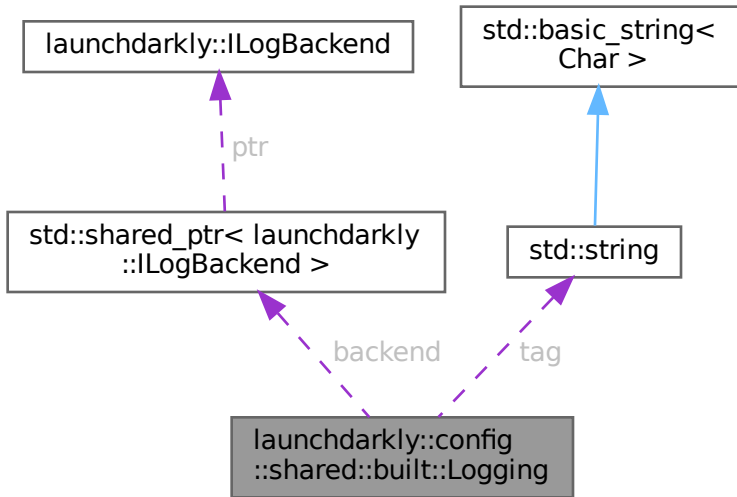 launchdarkly::ILogBackend
std::basic_string<
Char >
ptr
std::shared_ptr< launchdarkly
::ILogBackend >
std::string
backend
tag
launchdarkly::config
::shared::built::Logging